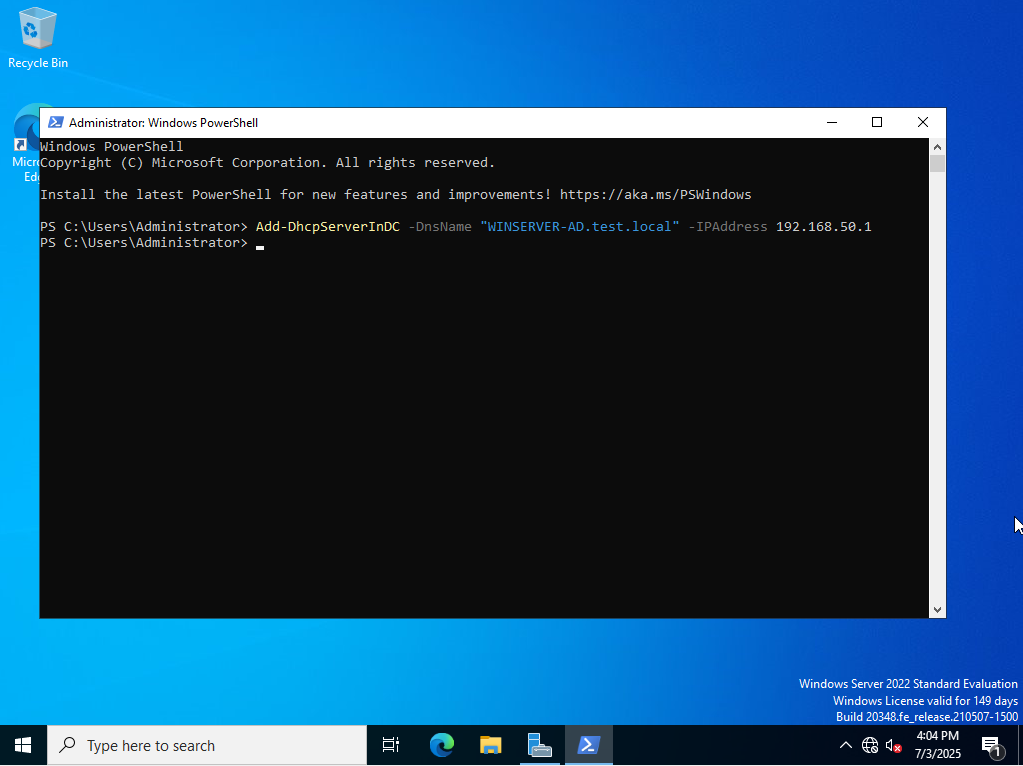 Recycle Bin
Administrator: Windows PowerShell
Windows PowerShell
Copyright (C) Microsoft Corporation. All rights reserved.
Install the latest PowerShell for new features and improvements! https://aka.ms/PSWindows
PS C:\Users\Administrator> Add-DhcpServerInDC -DnsName "WINSERVER-AD.test.local" -IPAddress 192.168.50.1
PS C:\Users\Administrator>
Windows Server 2022 Standard Evaluation
Windows License valid for 149 days
Build 20348.fe_release.210507-1500
Type here to search
4:04 PM
7/3/2025
1